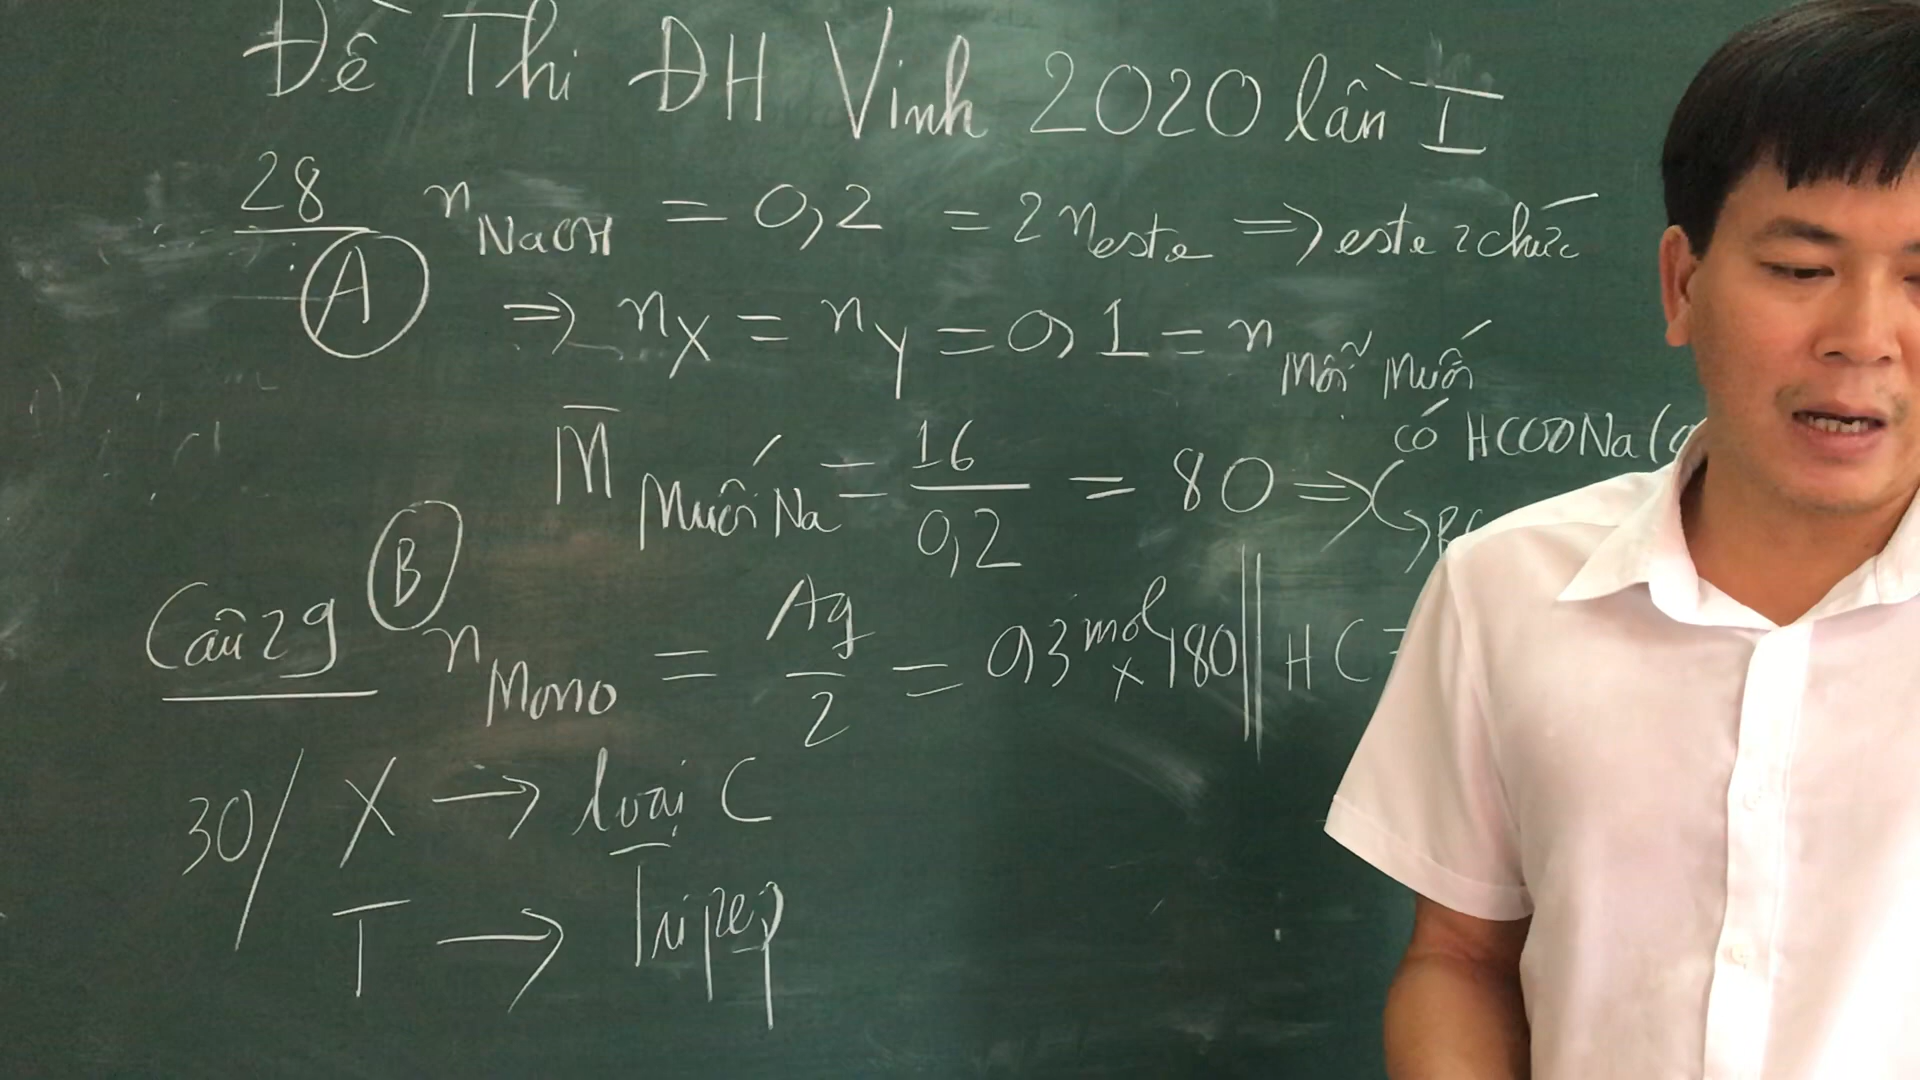 Đề Thi ĐH Vinh 2020 lần I
28 n NaOH = 0,2 = 2 n este => este 2 chức
A => n X = n Y = 0,1 = n Mỗi muối
có HCOONa (
M̄ Muối Na = 16/0,2 = 80 =>
Câu 29 B n Mono = Ag/2 = 0,3 mol x 180 || H C =
30/ X → loại C
T → Tripep